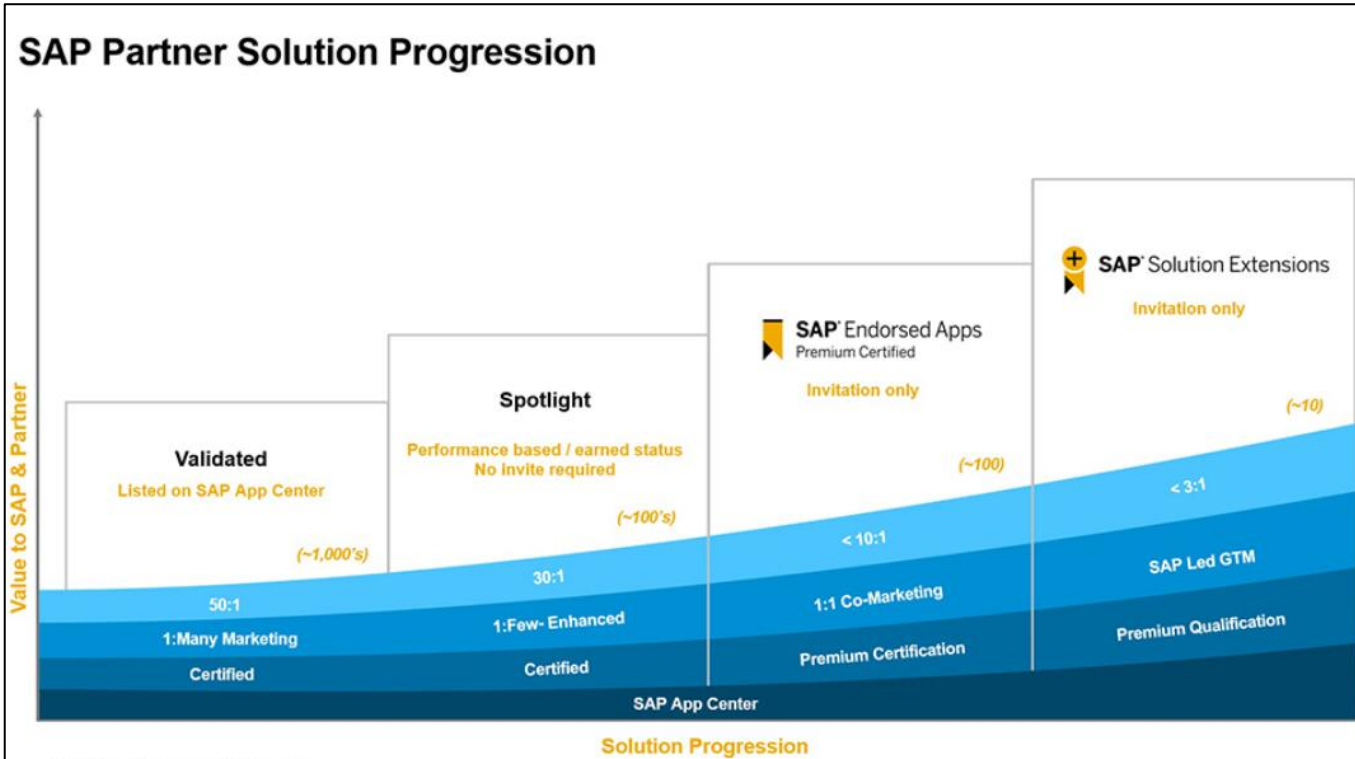 SAP Partner Solution Progression
Value to SAP & Partner
Validated
Listed on SAP App Center
(~1,000's)
Spotlight
Performance based / earned status
No invite required
(~100's)
SAP® Endorsed Apps
Premium Certified
Invitation only
(~100)
SAP® Solution Extensions
Invitation only
(~10)
50:1
30:1
< 10:1
< 3:1
1:Many Marketing
1:Few- Enhanced
1:1 Co-Marketing
SAP Led GTM
Certified
Certified
Premium Certification
Premium Qualification
SAP App Center
Solution Progression